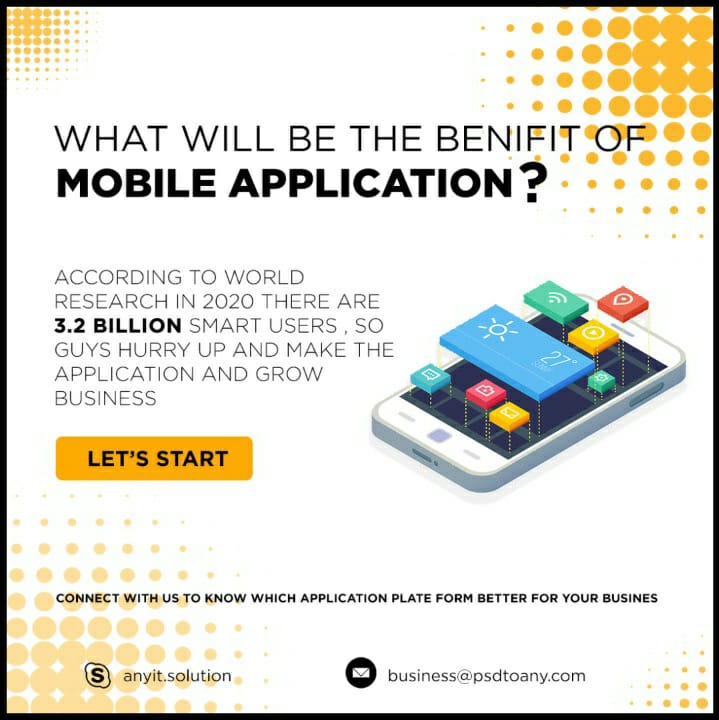 WHAT WILL BE THE BENIFIT OF
MOBILE APPLICATION?
ACCORDING TO WORLD
RESEARCH IN 2020 THERE ARE
3.2 BILLION SMART USERS , SO
GUYS HURRY UP AND MAKE THE
APPLICATION AND GROW
BUSINESS
27°
LET'S START
CONNECT WITH US TO KNOW WHICH APPLICATION PLATE FORM BETTER FOR YOUR BUSINES
anyit.solution
business@psdtoany.com